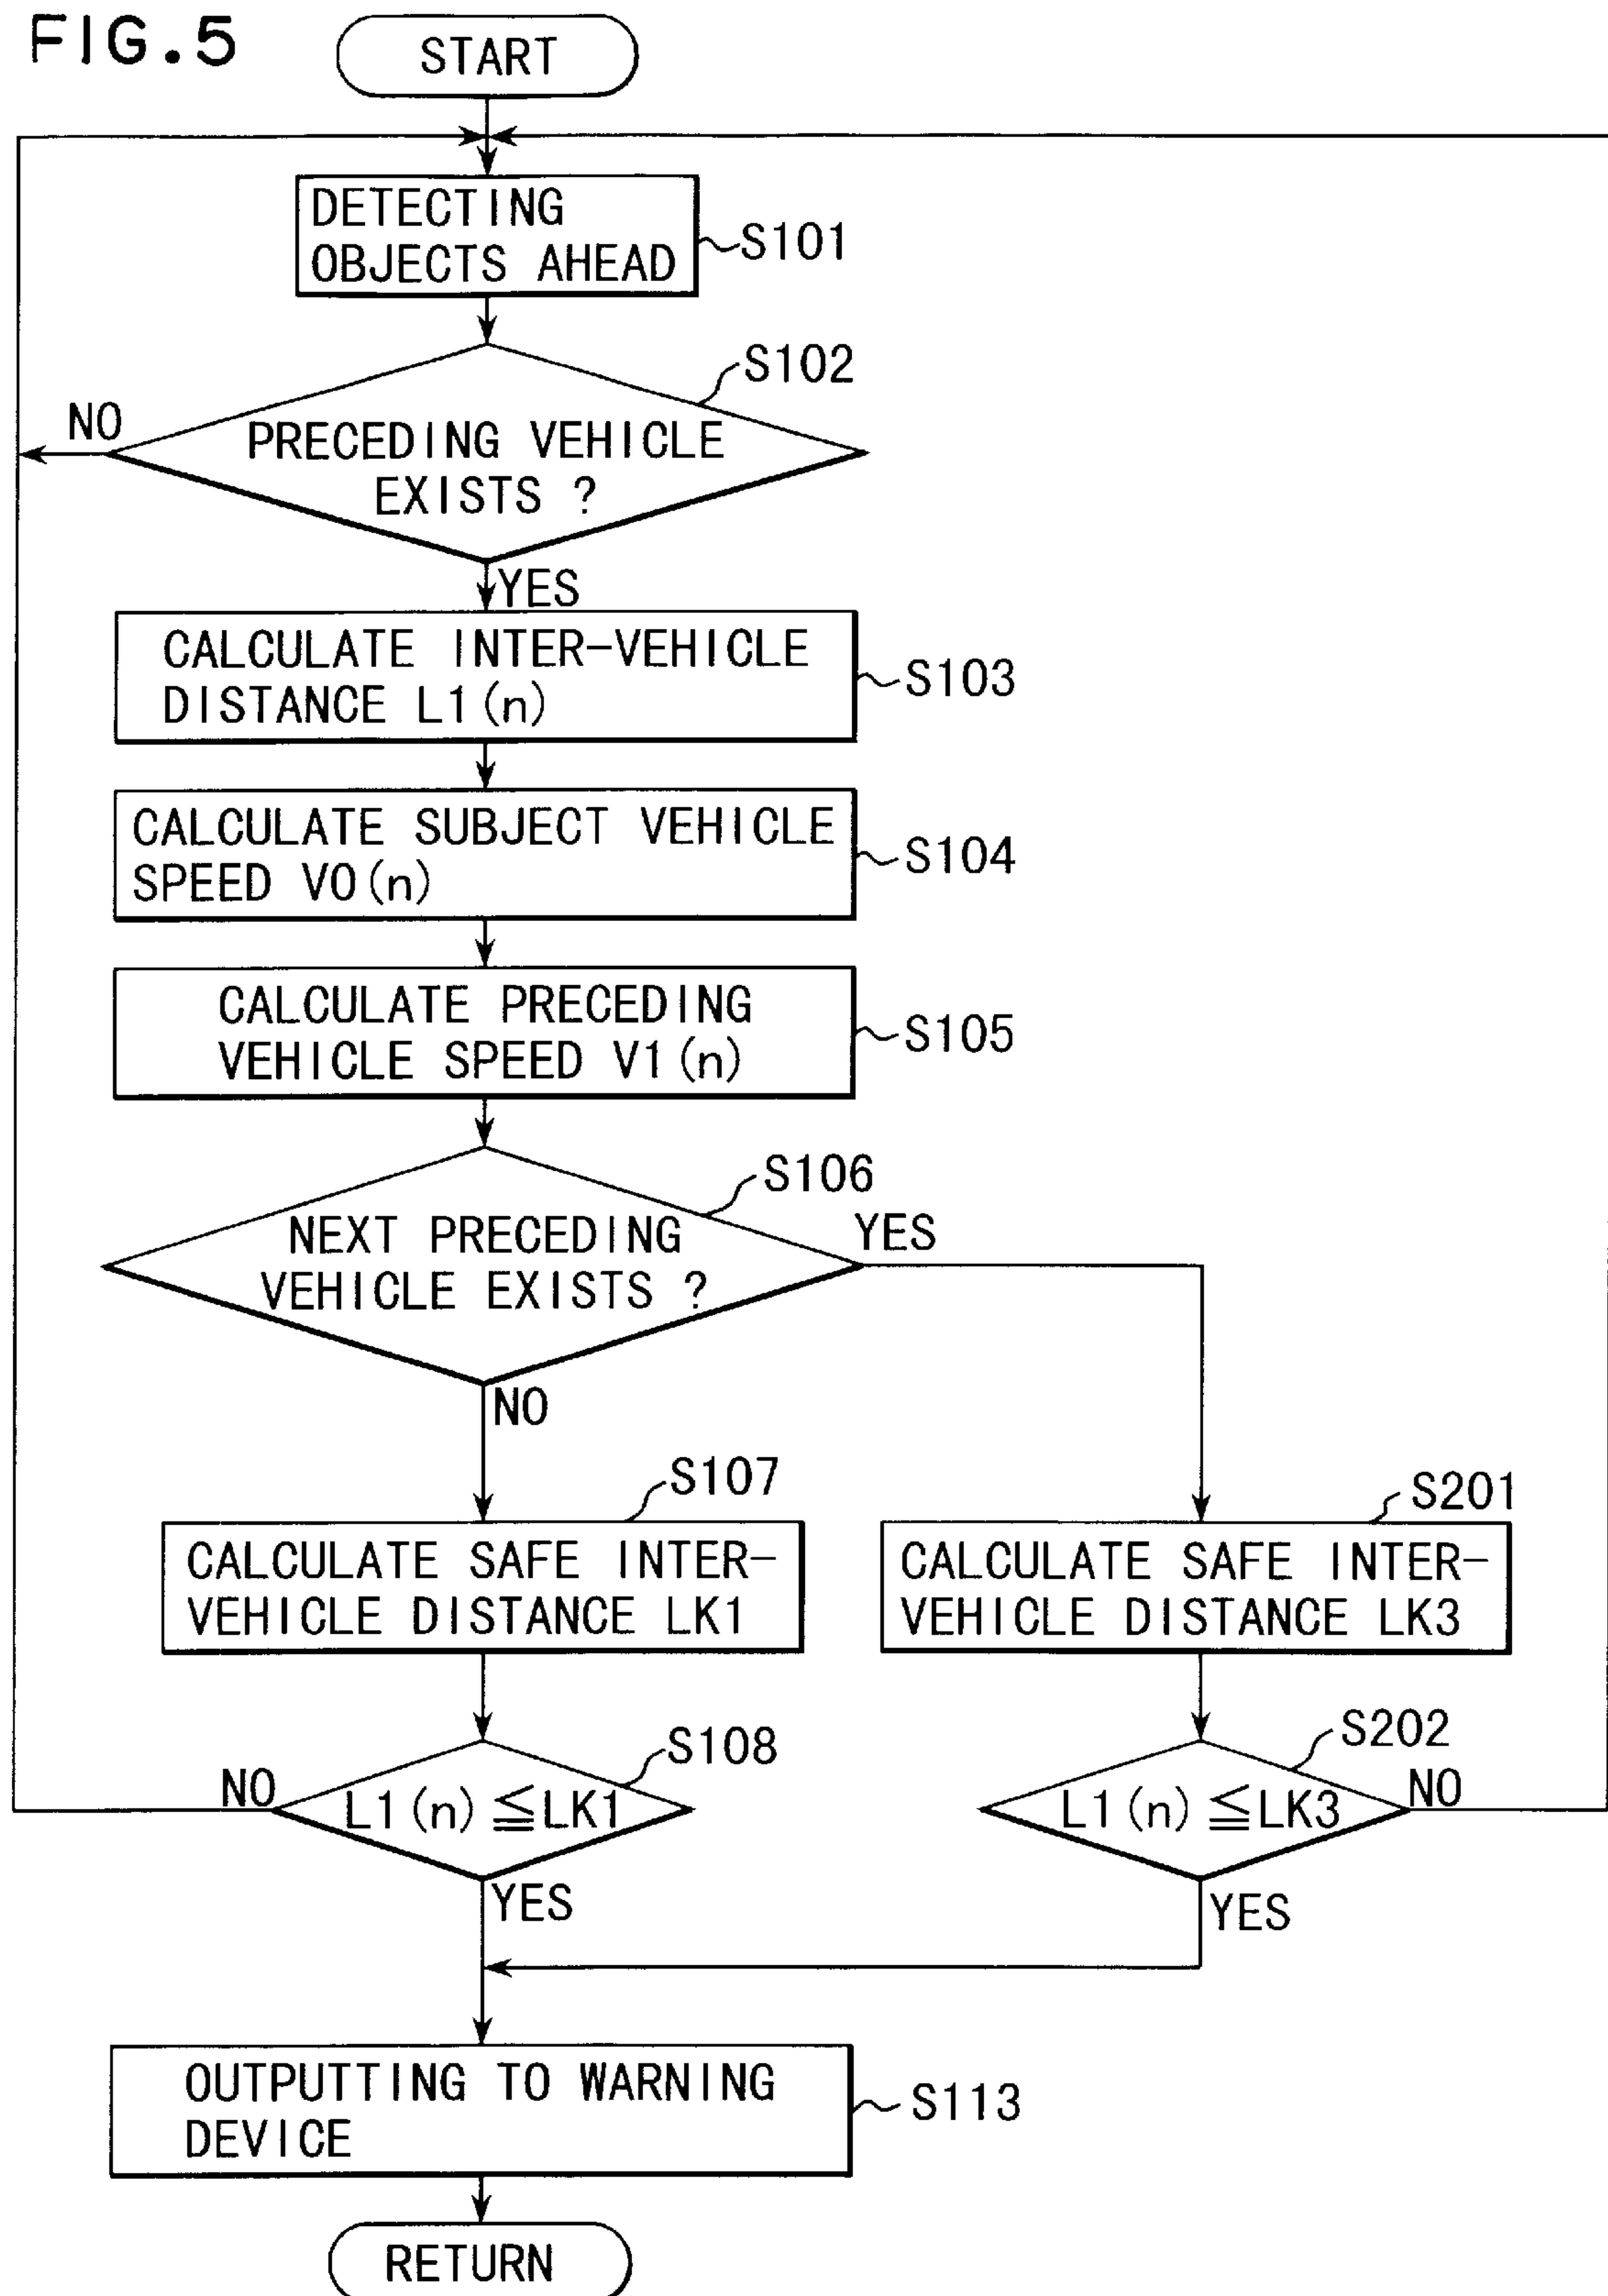 FIG.5
START
DETECTING
OBJECTS AHEAD
S101
S102
NO
PRECEDING VEHICLE
EXISTS ?
YES
CALCULATE INTER-VEHICLE
DISTANCE L1(n)
S103
CALCULATE SUBJECT VEHICLE
SPEED V0(n)
S104
CALCULATE PRECEDING
VEHICLE SPEED V1(n)
S105
S106
NEXT PRECEDING
VEHICLE EXISTS ?
YES
NO
S107
CALCULATE SAFE INTER-
VEHICLE DISTANCE LK1
S201
CALCULATE SAFE INTER-
VEHICLE DISTANCE LK3
S108
NO
L1(n)≦LK1
YES
S202
L1(n)≦LK3
NO
YES
OUTPUTTING TO WARNING
DEVICE
S113
RETURN